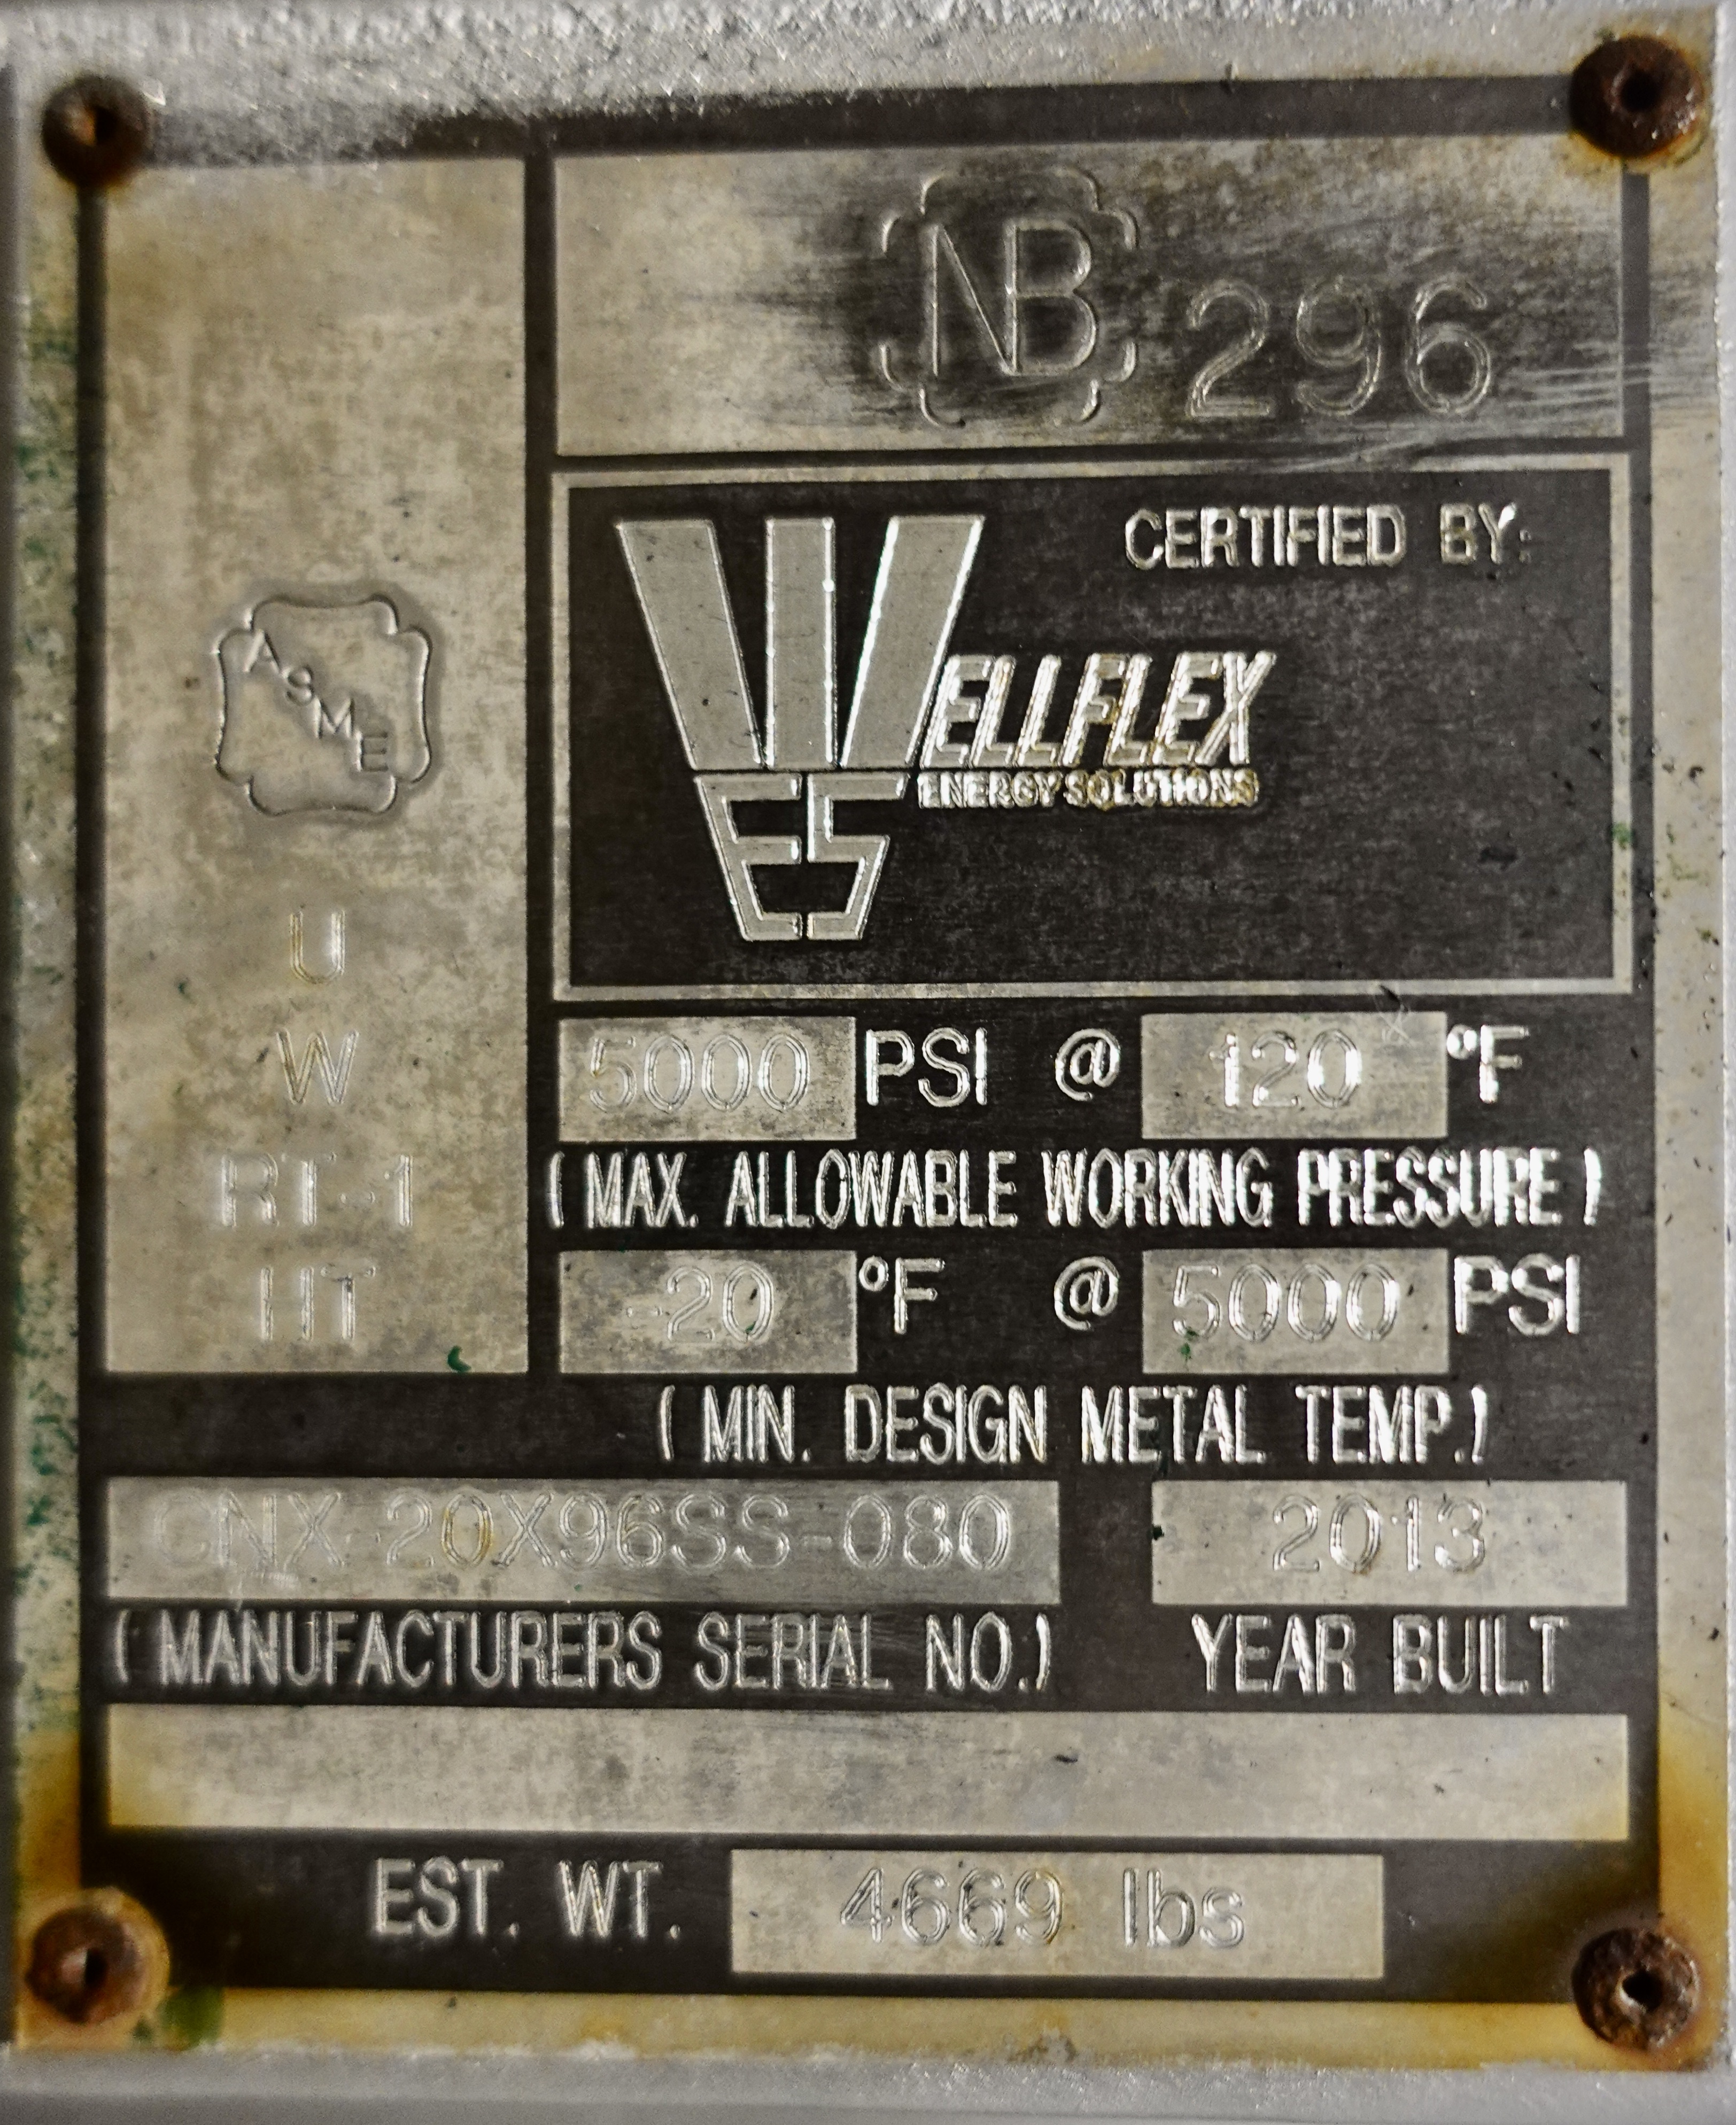 NB 296
CERTIFIED BY:
WELLFLEX
ENERGY SOLUTIONS
ES
ASME
U
W
RT-1
HT
5000 PSI @ 120 °F
( MAX. ALLOWABLE WORKING PRESSURE )
-20 °F @ 5000 PSI
( MIN. DESIGN METAL TEMP.)
CNX-20X96SS-080 2013
( MANUFACTURERS SERIAL NO.) YEAR BUILT
EST. WT. 4669 lbs